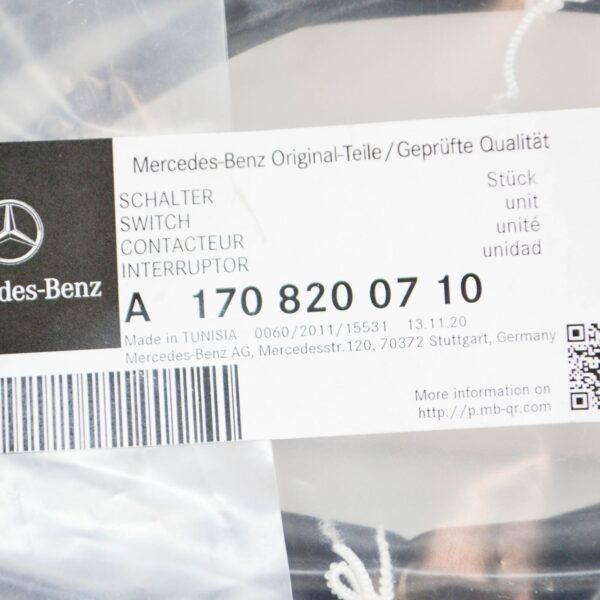 Mercedes-Benz Original-Teile/Geprüfte Qualität
SCHALTER
SWITCH
CONTACTEUR
INTERRUPTOR
Stück
unit
unité
unidad
des-Benz
A 170 820 07 10
Made in TUNISIA 0060/2011/15531 13.11.20
Mercedes-Benz AG, Mercedesstr.120, 70372 Stuttgart, Germany
More information on
http://p.mb-qr.com